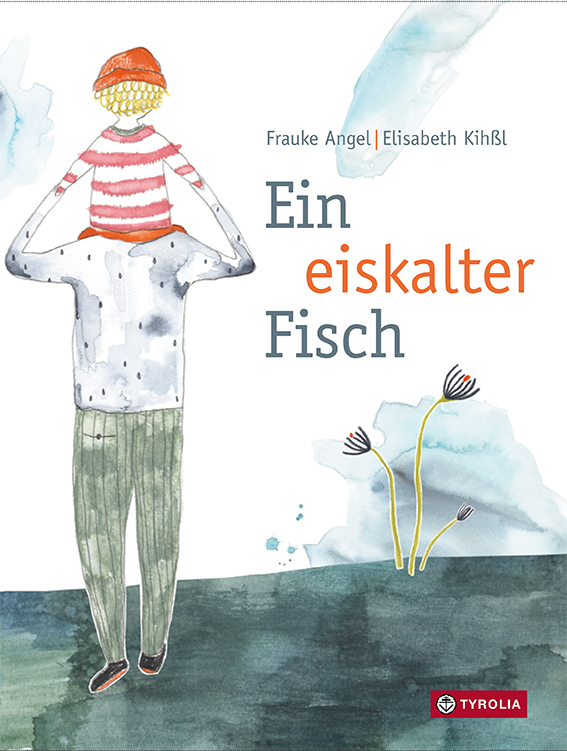 Frauke Angel|Elisabeth Kihßl
Ein
eiskalter
Fisch
TYROLIA